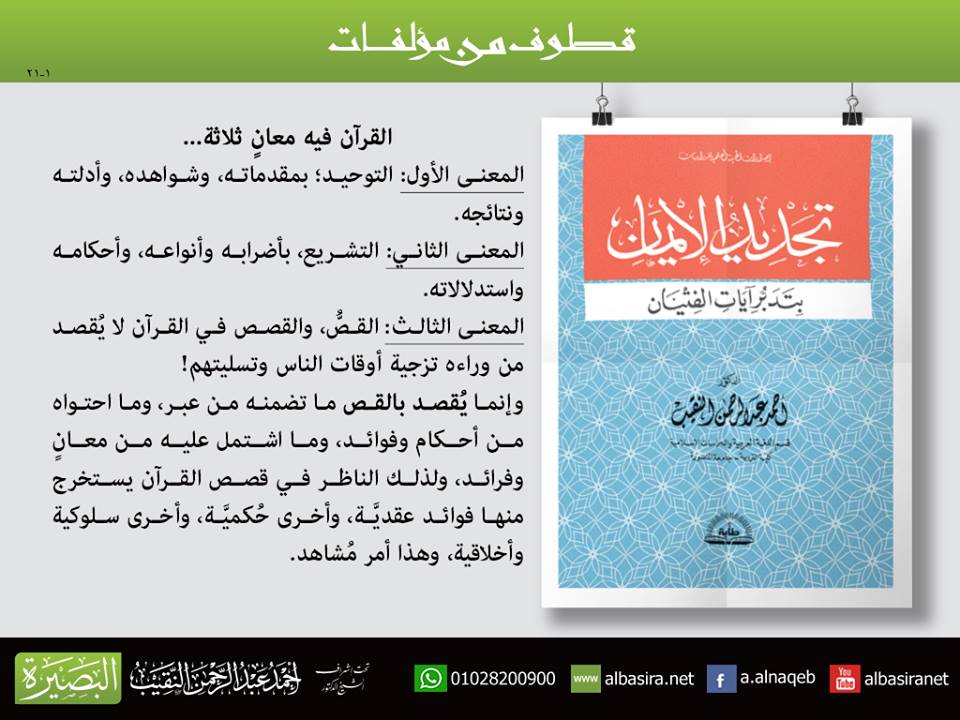 قطوف من مؤلفات
٢١-١
القرآن فيه معانٍ ثلاثة...
المعنى الأول: التوحيد؛ بمقدماته، وشواهده، وأدلته
ونتائجه.
المعنى الثاني: التشريع، بأضرابه وأنواعه، وأحكامه
واستدلالاته.
المعنى الثالث: القصُّ، والقصص في القرآن لا يُقصد
من وراءه تزجية أوقات الناس وتسليتهم!
وإنما يُقصد بالقص ما تضمنه من عبر، وما احتواه
من أحكام وفوائد، وما اشتمل عليه من معانٍ
وفرائد، ولذلك الناظر في قصص القرآن يستخرج
منها فوائد عقديَّة، وأخرى حُكميَّة، وأخرى سلوكية
وأخلاقية، وهذا أمر مُشاهد.
تجديد الإيمان
بتدبر آيات الفتيان
الدكتور
أحمد عبد الرحمن النقيب
كلية التربية - جامعة المنصورة
طابة
البصيرة
أحمد عبد الرحمن النقيب
تحت إشراف
الشيخ الدكتور
01028200900
www
albasira.net
f
a.alnaqeb
You Tube
albasiranet